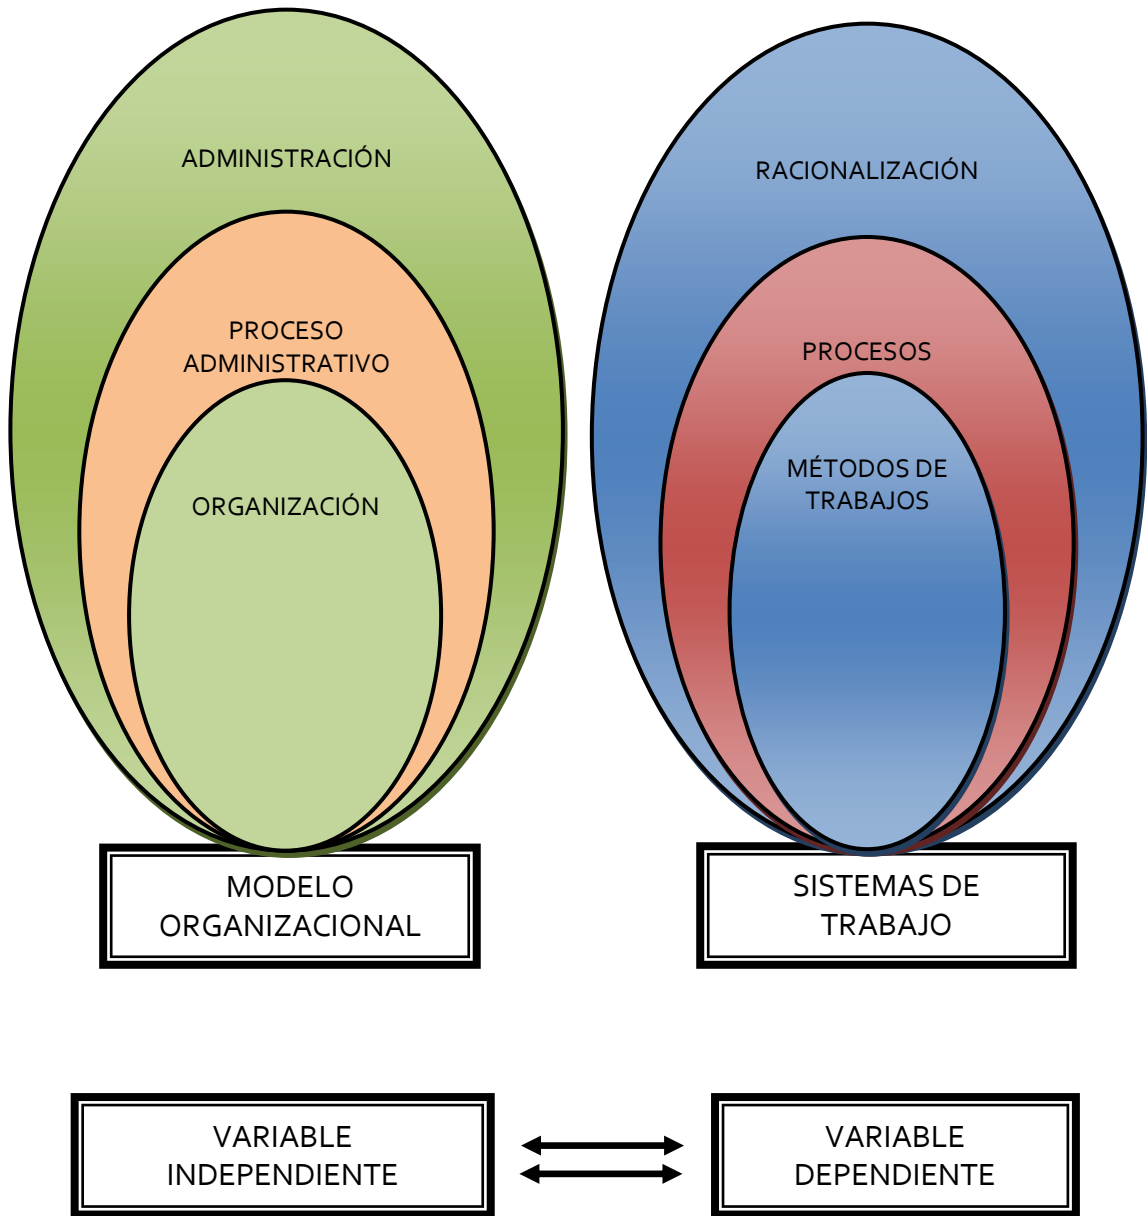 ADMINISTRACIÓN
PROCESO
ADMINISTRATIVO
ORGANIZACIÓN
MODELO
ORGANIZACIONAL
RACIONALIZACIÓN
PROCESOS
MÉTODOS DE
TRABAJOS
SISTEMAS DE
TRABAJO
VARIABLE
INDEPENDIENTE
VARIABLE
DEPENDIENTE